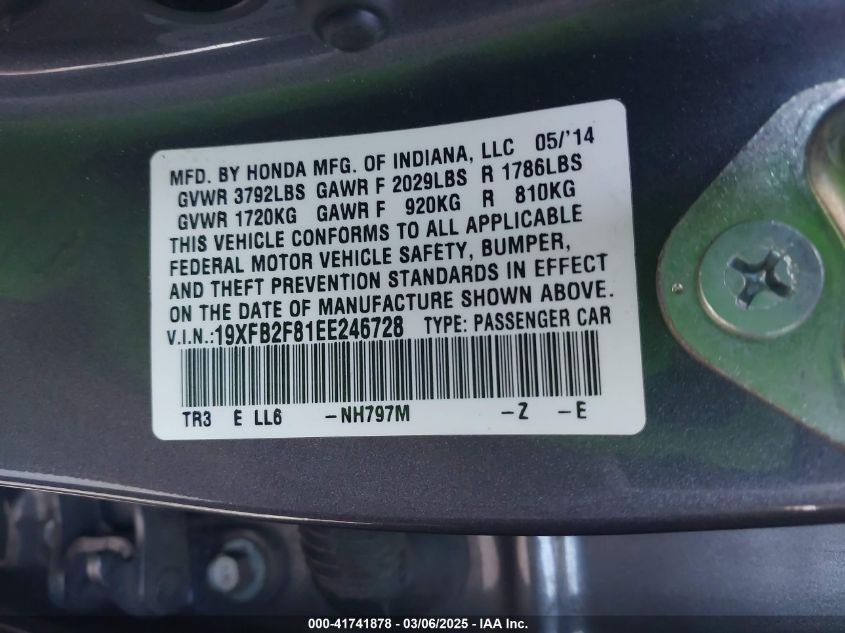 MFD. BY HONDA MFG. OF INDIANA, LLC 05/'14
GVWR 3792LBS GAWR F 2029LBS R 1786LBS
GVWR 1720KG GAWR F 920KG R 810KG
THIS VEHICLE CONFORMS TO ALL APPLICABLE
FEDERAL MOTOR VEHICLE SAFETY, BUMPER,
AND THEFT PREVENTION STANDARDS IN EFFECT
ON THE DATE OF MANUFACTURE SHOWN ABOVE.
V.I.N.:19XFB2F81EE246728 TYPE: PASSENGER CAR
TR3 E LL6 -NH797M -Z -E
000-41741878 - 03/06/2025 - IAA Inc.